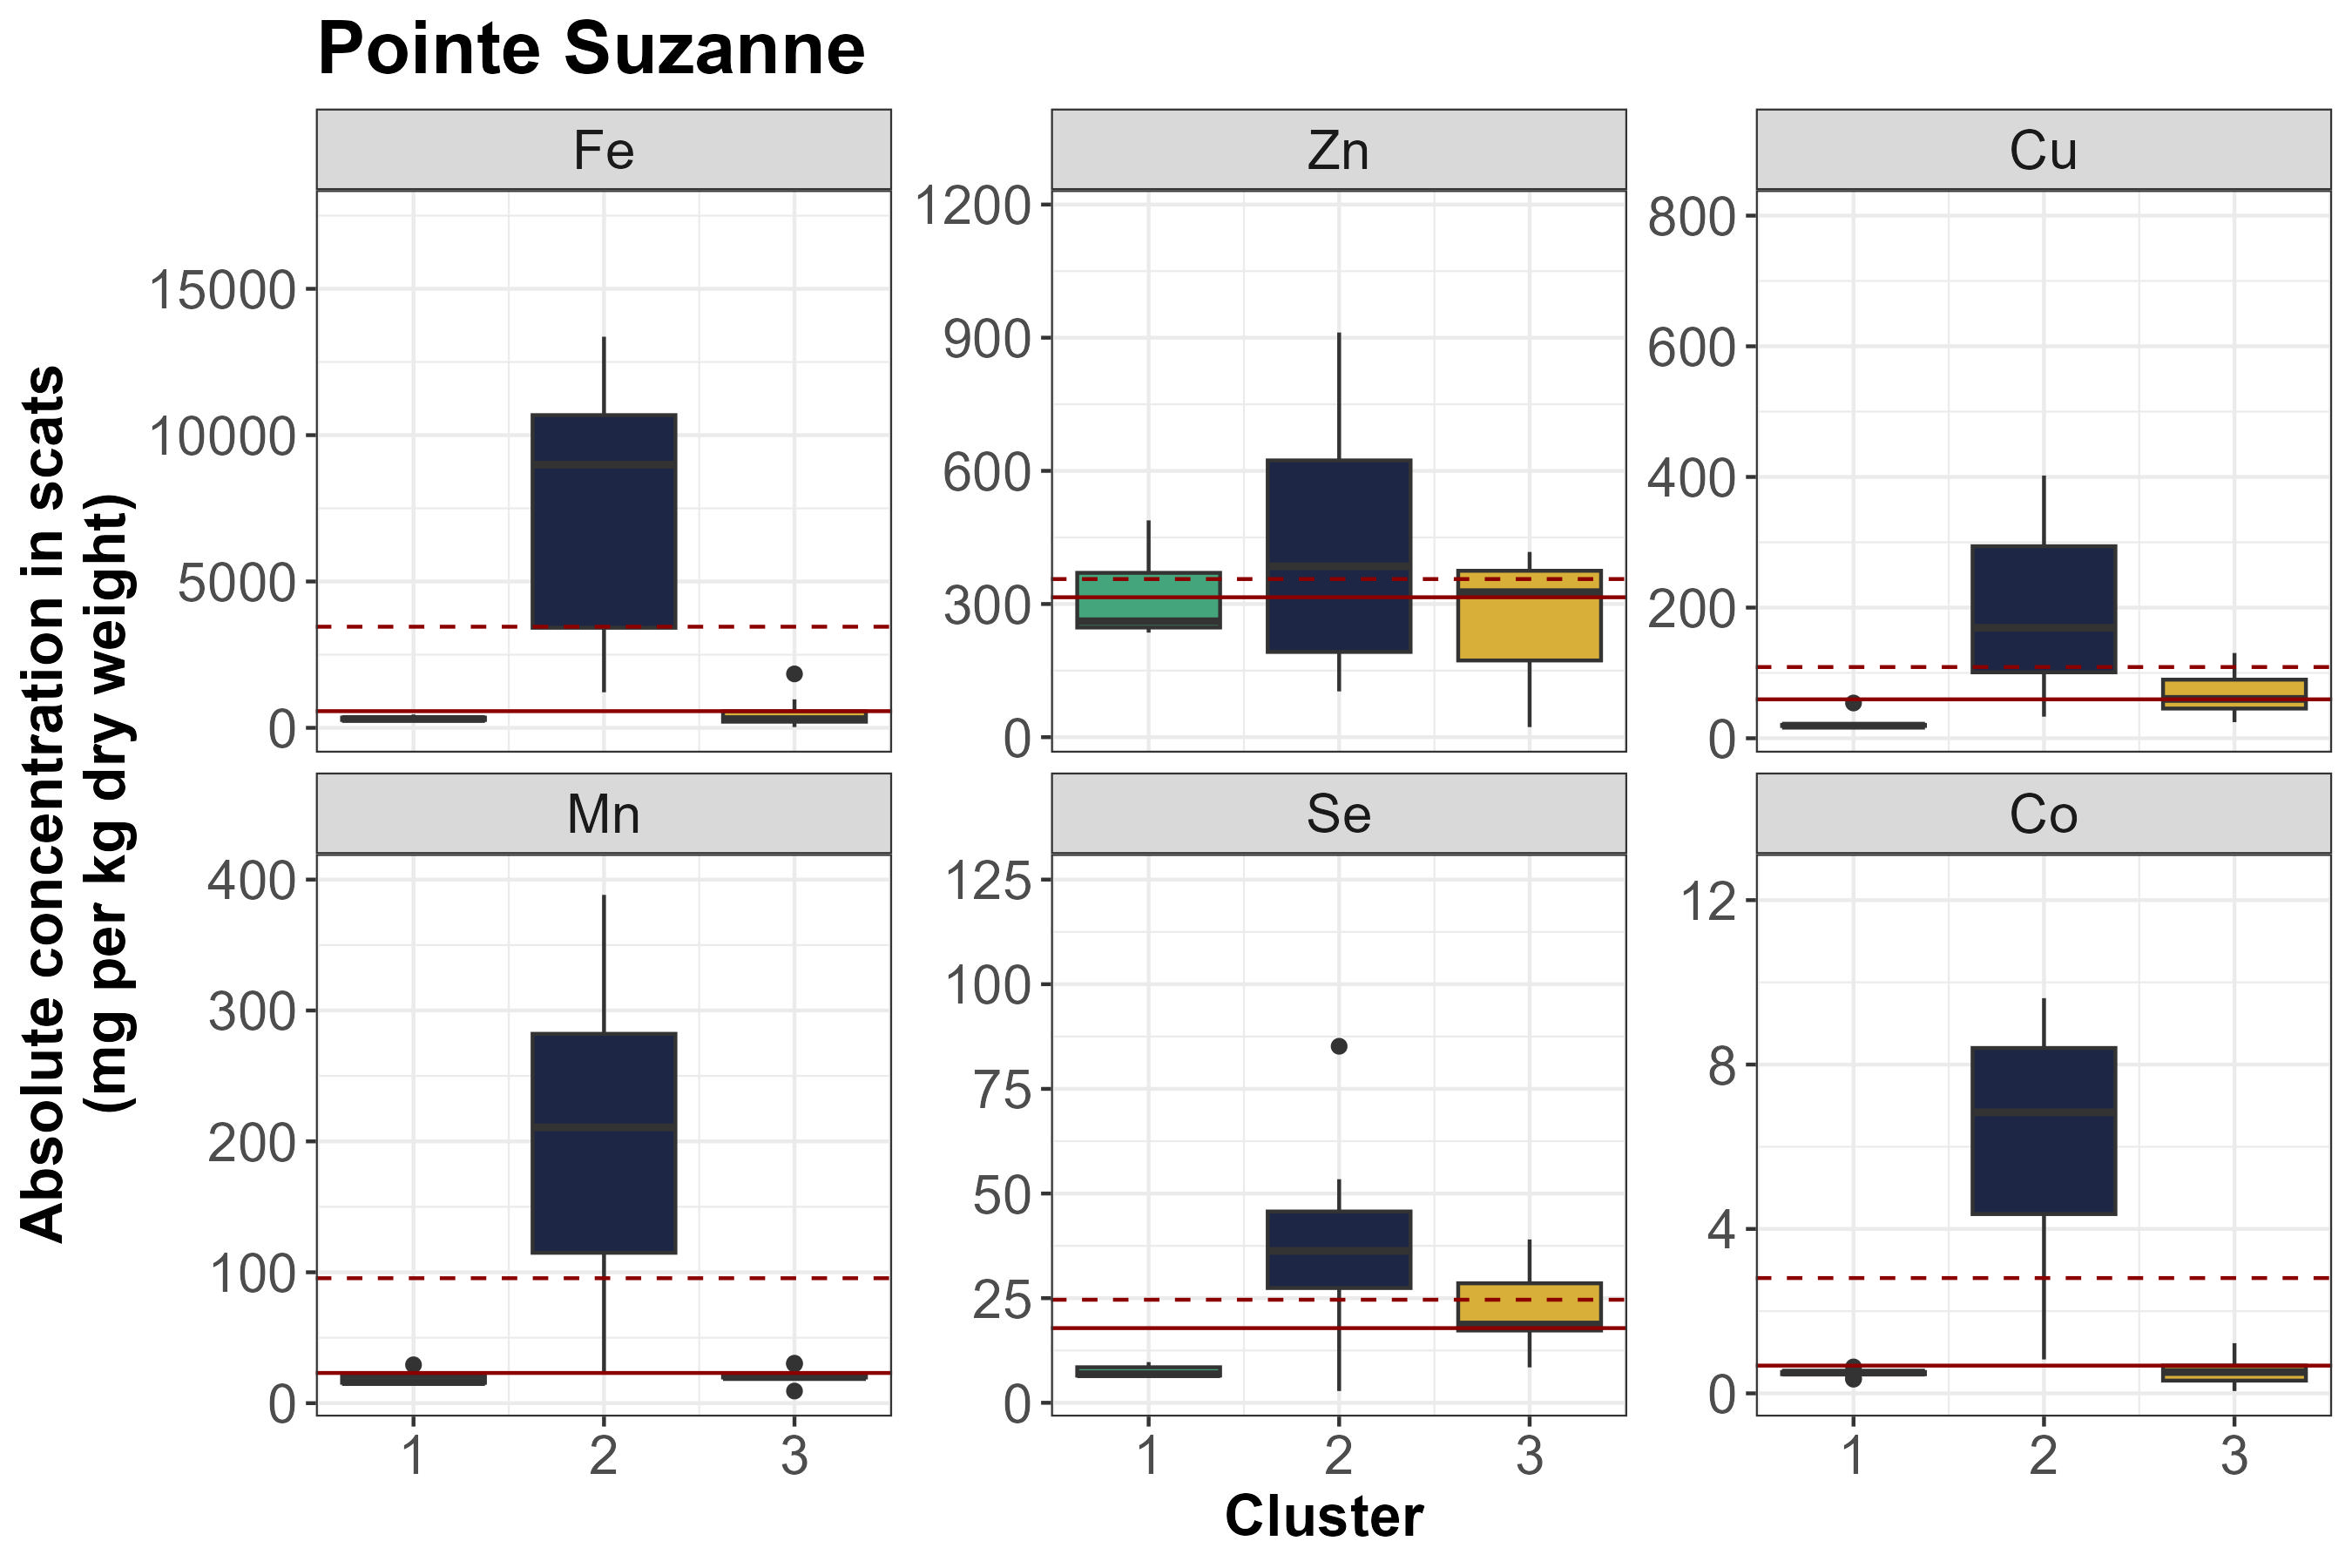 Pointe Suzanne
Absolute concentration in scats
(mg per kg dry weight)
Fe
15000
10000
5000
0
Zn
1200
900
600
300
0
Cu
800
600
400
200
0
Mn
400
300
200
100
0
Se
125
100
75
50
25
0
Co
12
8
4
0
1 2 3
1 2 3
1 2 3
Cluster